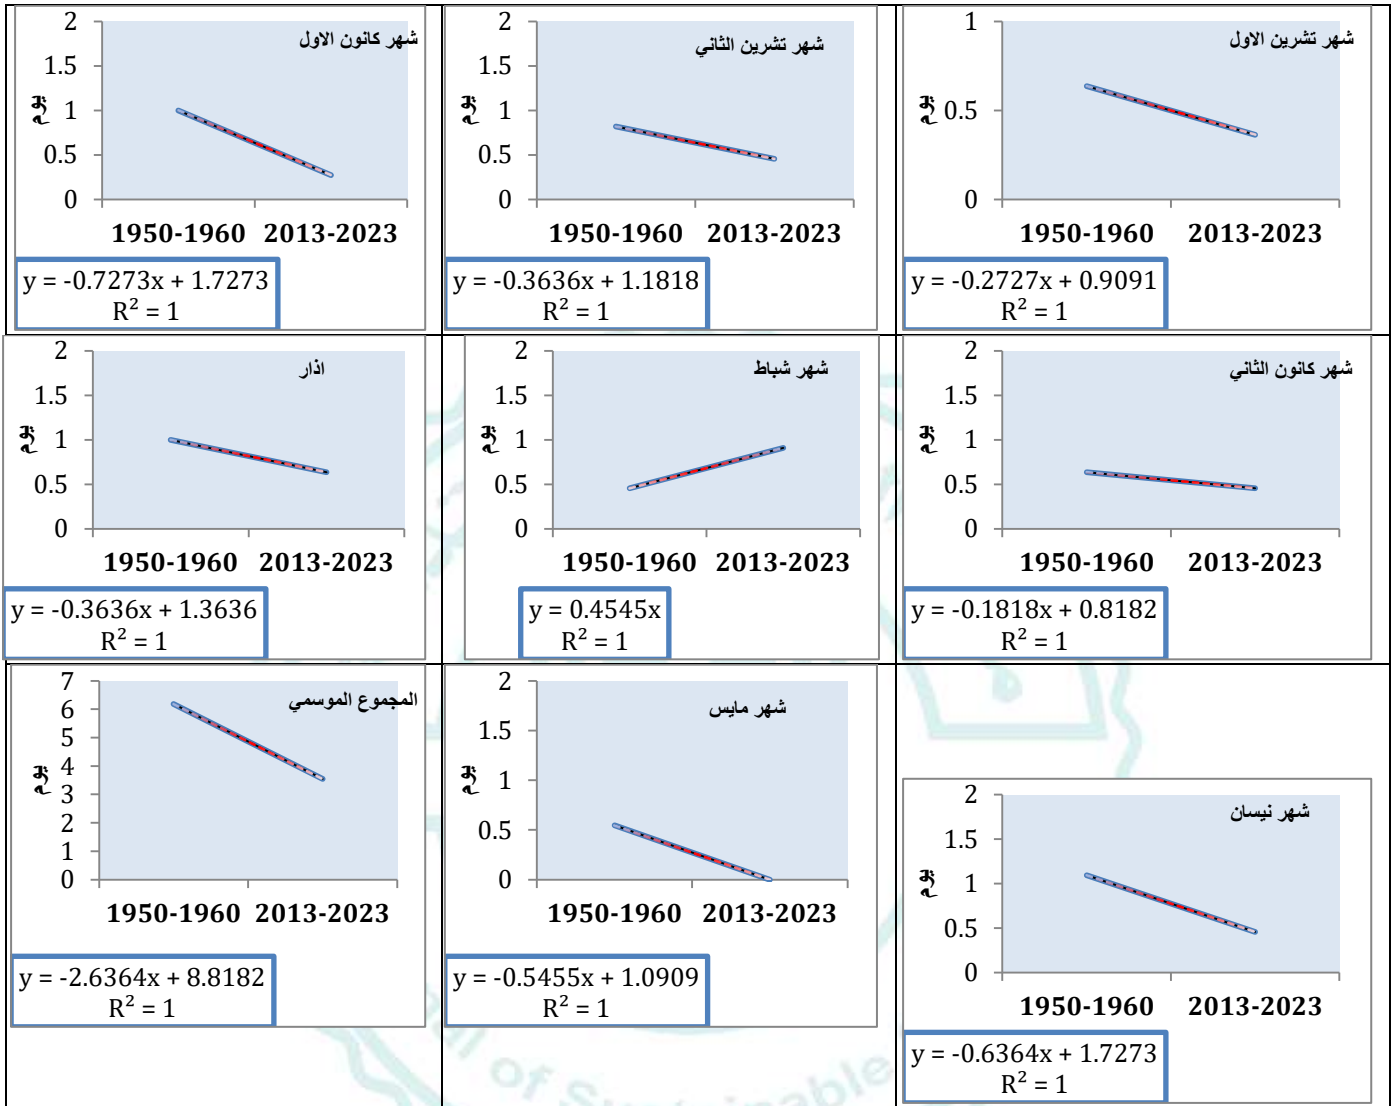 شهر تشرين الاول
يوم
1
0.5
0
1950-1960 2013-2023
y = -0.2727x + 0.9091
R² = 1
شهر تشرين الثاني
يوم
2
1.5
1
0.5
0
1950-1960 2013-2023
y = -0.3636x + 1.1818
R² = 1
شهر كانون الاول
يوم
2
1.5
1
0.5
0
1950-1960 2013-2023
y = -0.7273x + 1.7273
R² = 1
شهر كانون الثاني
يوم
2
1.5
1
0.5
0
1950-1960 2013-2023
y = -0.1818x + 0.8182
R² = 1
شهر شباط
يوم
2
1.5
1
0.5
0
1950-1960 2013-2023
y = 0.4545x
R² = 1
اذار
يوم
2
1.5
1
0.5
0
1950-1960 2013-2023
y = -0.3636x + 1.3636
R² = 1
شهر نيسان
يوم
2
1.5
1
0.5
0
1950-1960 2013-2023
y = -0.6364x + 1.7273
R² = 1
شهر مايس
يوم
2
1.5
1
0.5
0
1950-1960 2013-2023
y = -0.5455x + 1.0909
R² = 1
المجموع الموسمي
يوم
7
6
5
4
3
2
1
0
1950-1960 2013-2023
y = -2.6364x + 8.8182
R² = 1
of Sustainable